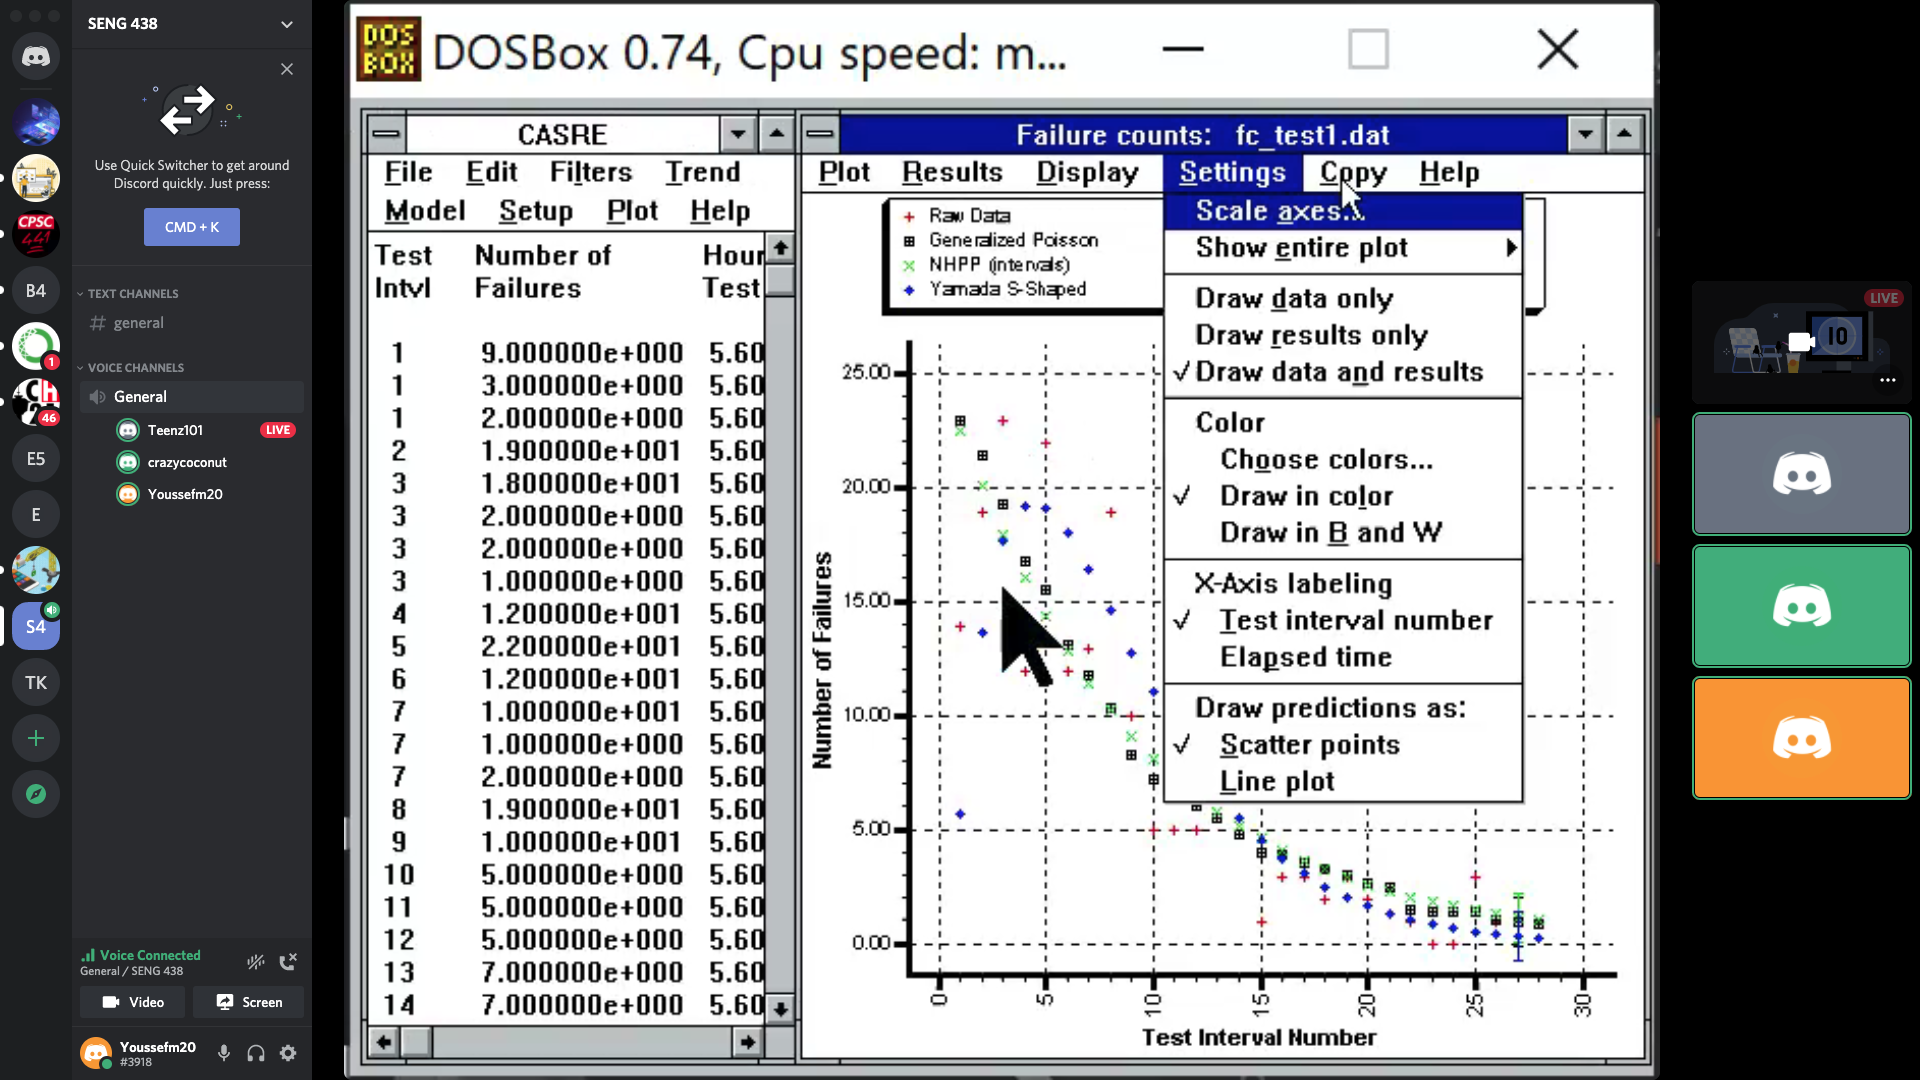 SENG 438
Use Quick Switcher to get around
Discord quickly. Just press:
CMD + K
TEXT CHANNELS
# general
VOICE CHANNELS
General
Teenz101 LIVE
crazycoconut
Youssefm20
Voice Connected
General / SENG 438
Video
Screen
Youssefm20
#3918
CPSC
441
B4
1
CH
46
E5
E
S4
TK
DOS
BOX
DOSBox 0.74, Cpu speed: m...
CASRE
File Edit Filters Trend
Model Setup Plot Help
Test Number of Hour
Intvl Failures Test
1 9.000000e+000 5.60
1 3.000000e+000 5.60
1 2.000000e+000 5.60
2 1.900000e+001 5.60
3 1.800000e+001 5.60
3 2.000000e+000 5.60
3 2.000000e+000 5.60
3 1.000000e+000 5.60
4 1.200000e+001 5.60
5 2.200000e+001 5.60
6 1.200000e+001 5.60
7 1.000000e+001 5.60
7 1.000000e+000 5.60
7 2.000000e+000 5.60
8 1.900000e+001 5.60
9 1.000000e+001 5.60
10 5.000000e+000 5.60
11 5.000000e+000 5.60
12 5.000000e+000 5.60
13 7.000000e+000 5.60
14 7.000000e+000 5.60
Failure counts: fc_test1.dat
Plot Results Display Settings Copy Help
Raw Data
Generalized Poisson
NHPP (intervals)
Yamada S-Shaped
Scale axes...
Show entire plot
Draw data only
Draw results only
✓Draw data and results
Color
Choose colors...
✓ Draw in color
Draw in B and W
X-Axis labeling
✓ Test interval number
Elapsed time
Draw predictions as:
✓ Scatter points
Line plot
Number of Failures
25.00
20.00
15.00
10.00
5.00
0.00
0 5 10 15 20 25 30
Test Interval Number
LIVE
10